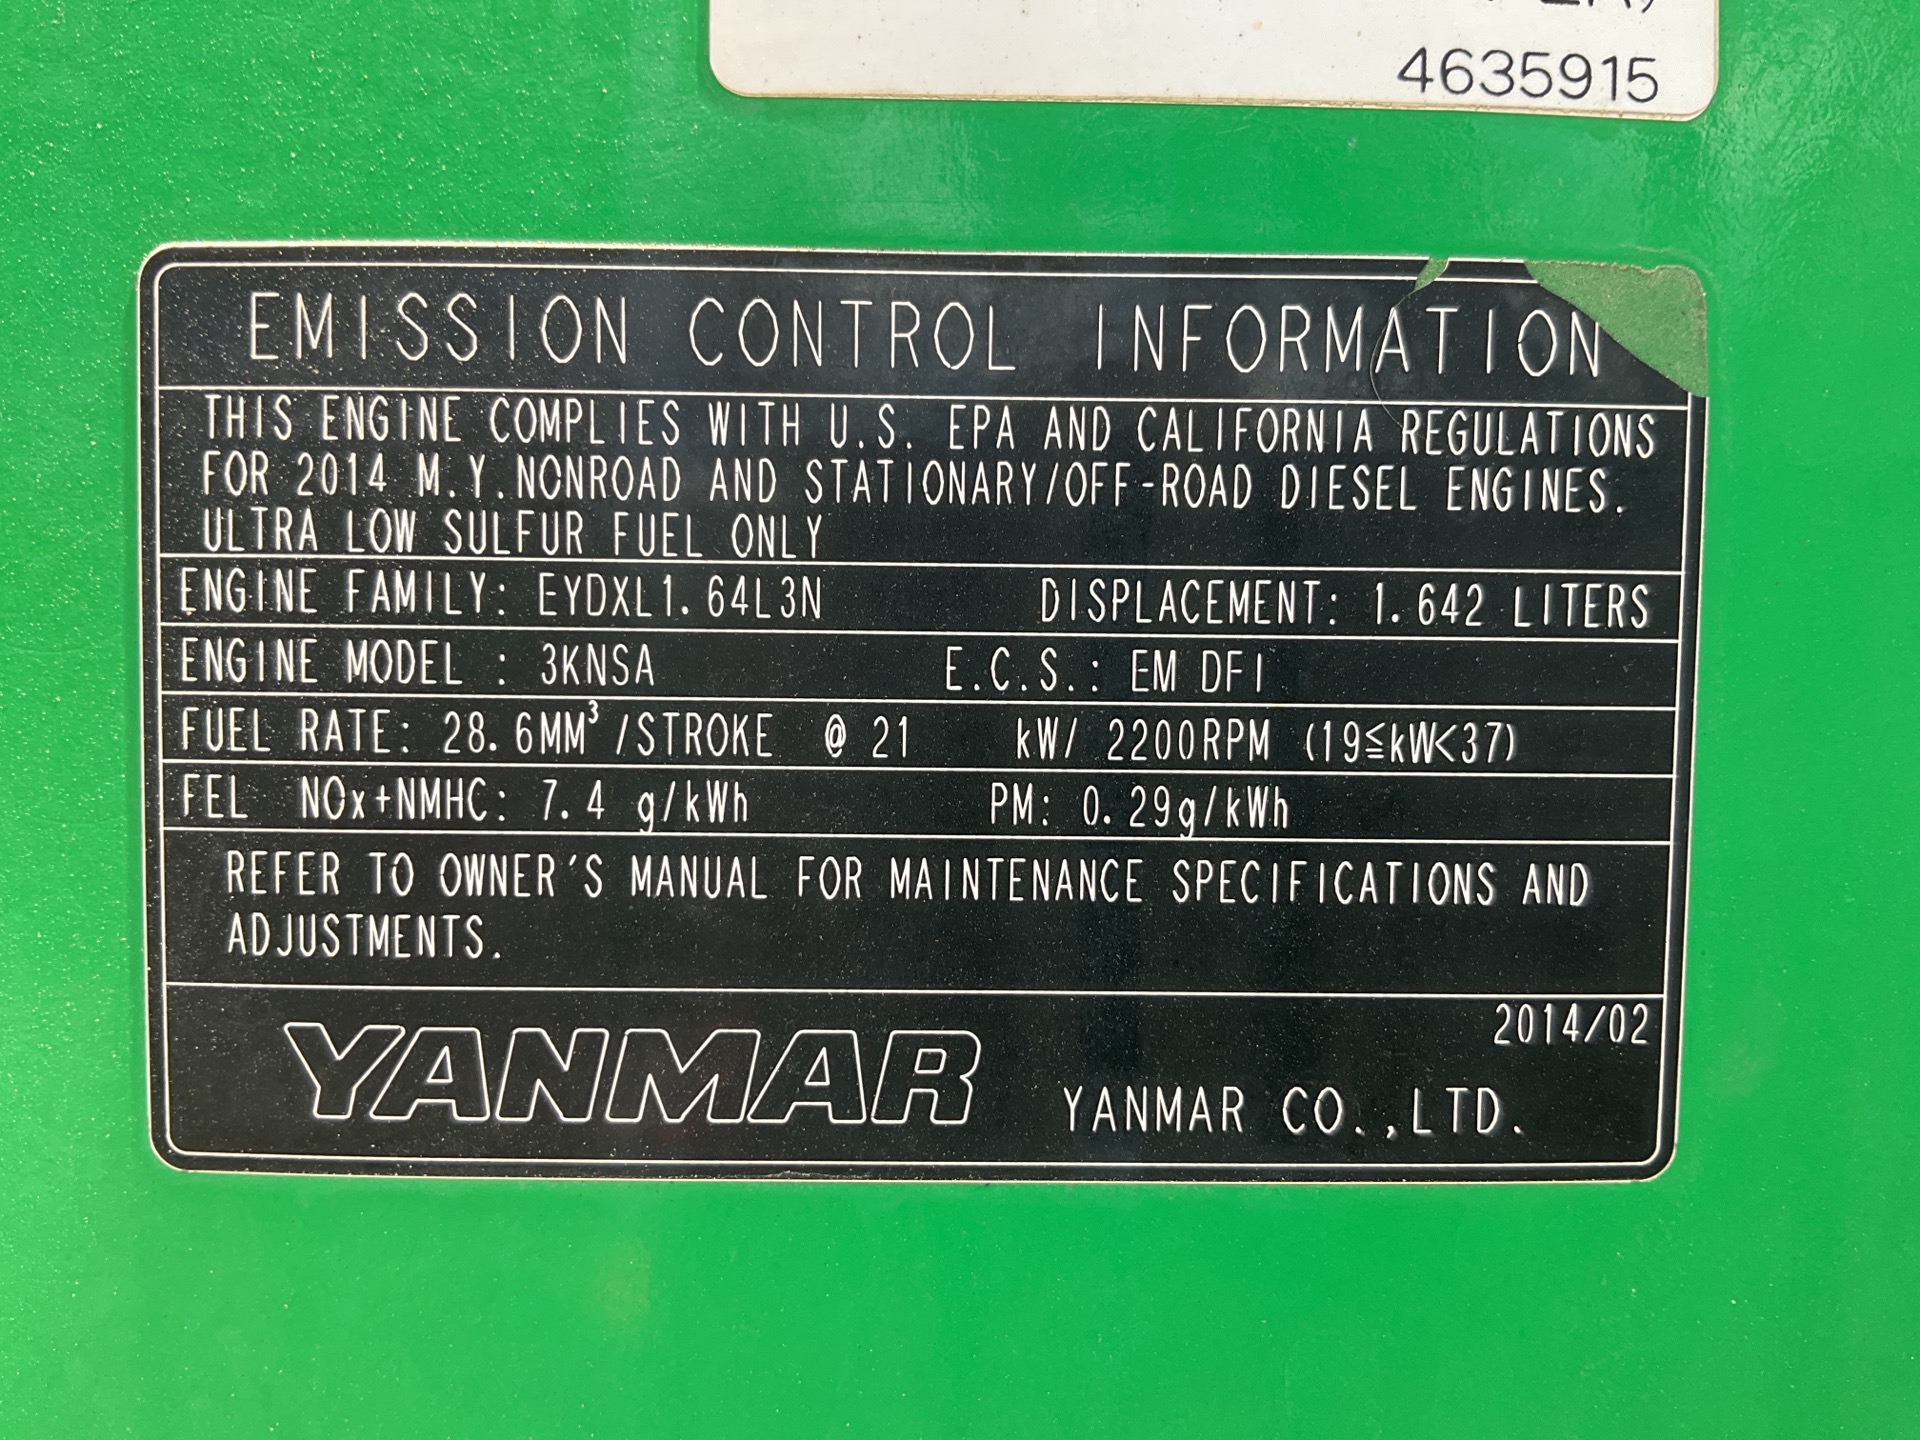 4635915
EMISSION CONTROL INFORMATION
THIS ENGINE COMPLIES WITH U.S. EPA AND CALIFORNIA REGULATIONS
FOR 2014 M.Y.NONROAD AND STATIONARY/OFF-ROAD DIESEL ENGINES.
ULTRA LOW SULFUR FUEL ONLY
ENGINE FAMILY: EYDXL1.64L3N DISPLACEMENT: 1.642 LITERS
ENGINE MODEL : 3KNSA E.C.S.: EM DFI
FUEL RATE: 28.6MM³/STROKE @ 21 kW/ 2200RPM (19≦kW<37)
FEL NOx+NMHC: 7.4 g/kWh PM: 0.29g/kWh
REFER TO OWNER'S MANUAL FOR MAINTENANCE SPECIFICATIONS AND
ADJUSTMENTS.
2014/02
YANMAR YANMAR CO.,LTD.